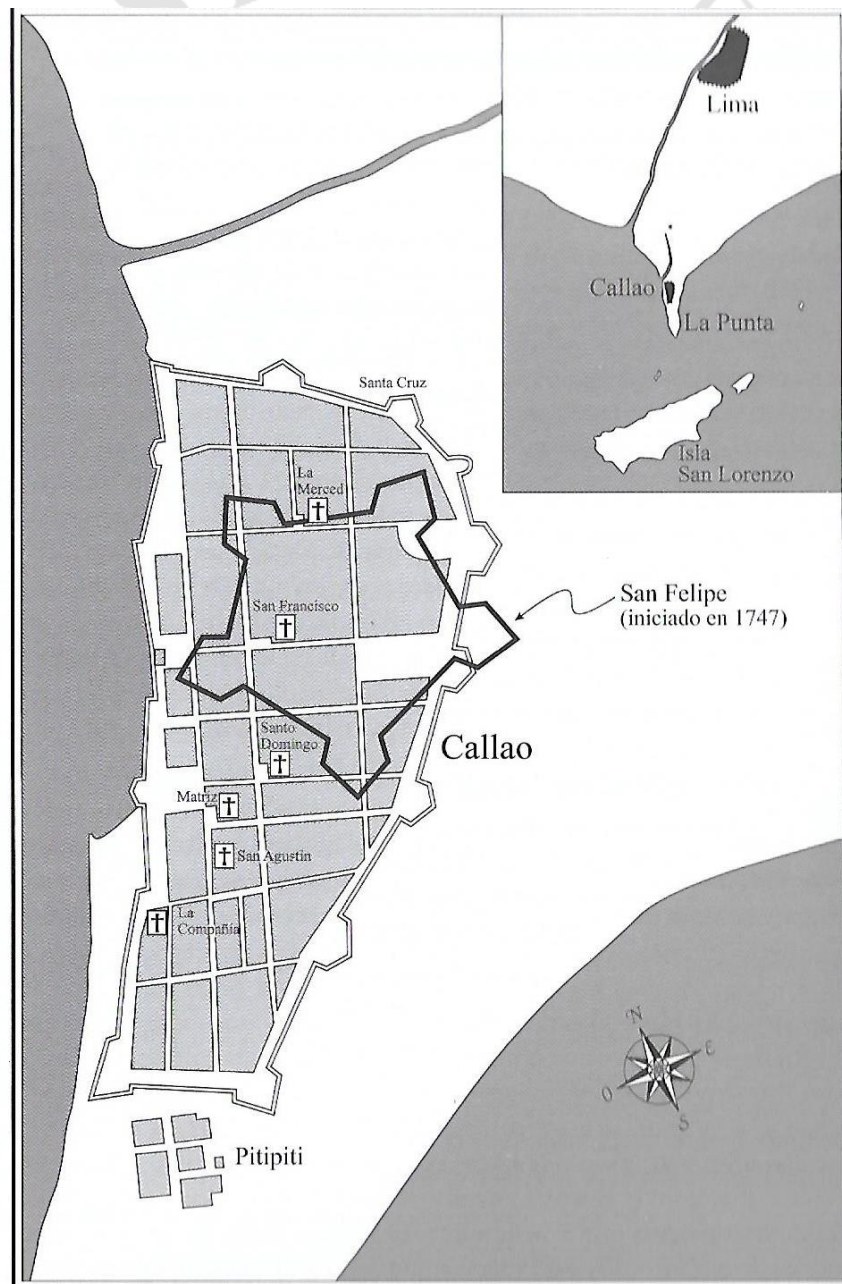 Lima
Callao
La Punta
Isla
San Lorenzo
Santa Cruz
La
Merced
San Francisco
San Felipe
(iniciado en 1747)
Santo
Domingo
Callao
Matriz
San Agustín
La
Compañía
N
E
O
S
Pitipiti